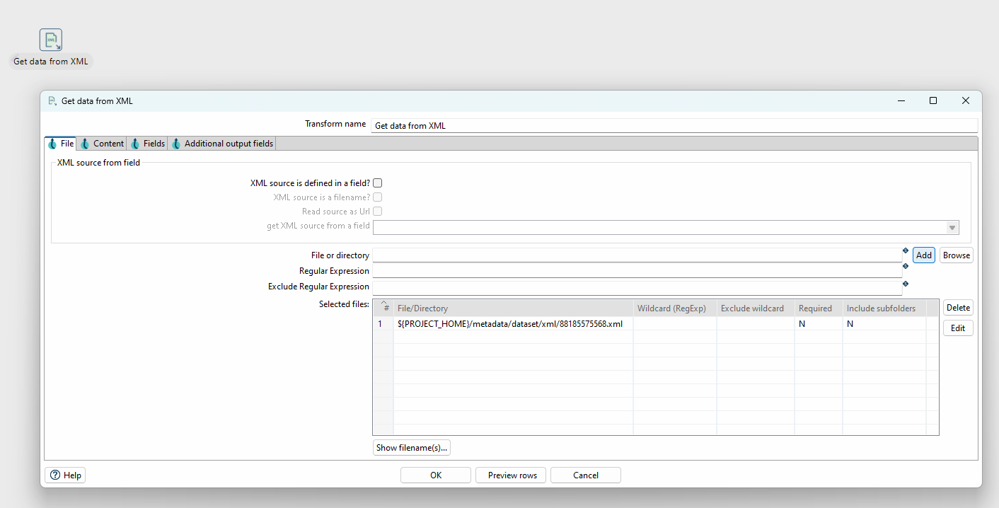 XML
Get data from XML
Get data from XML
Transform name Get data from XML
File Content Fields Additional output fields
XML source from field
XML source is defined in a field?
XML source is a filename?
Read source as Url
get XML source from a field
File or directory Add Browse
Regular Expression
Exclude Regular Expression
Selected files: # File/Directory Wildcard (RegExp) Exclude wildcard Required Include subfolders Delete
1 ${PROJECT_HOME}/metadata/dataset/xml/88185575568.xml N N
Edit
Show filename(s)...
Help OK Preview rows Cancel